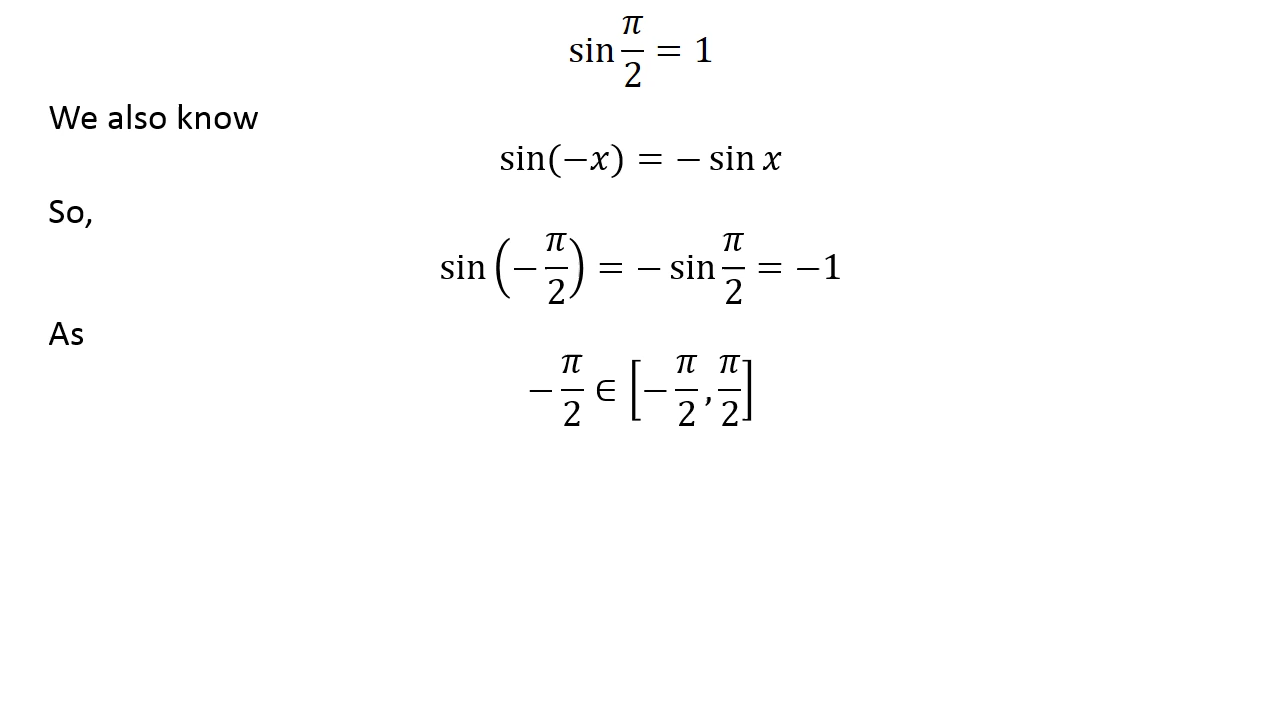 sin π/2 = 1
We also know
sin(−x) = − sin x
So,
sin (−π/2) = − sin π/2 = −1
As
−π/2 ∈ [−π/2, π/2]